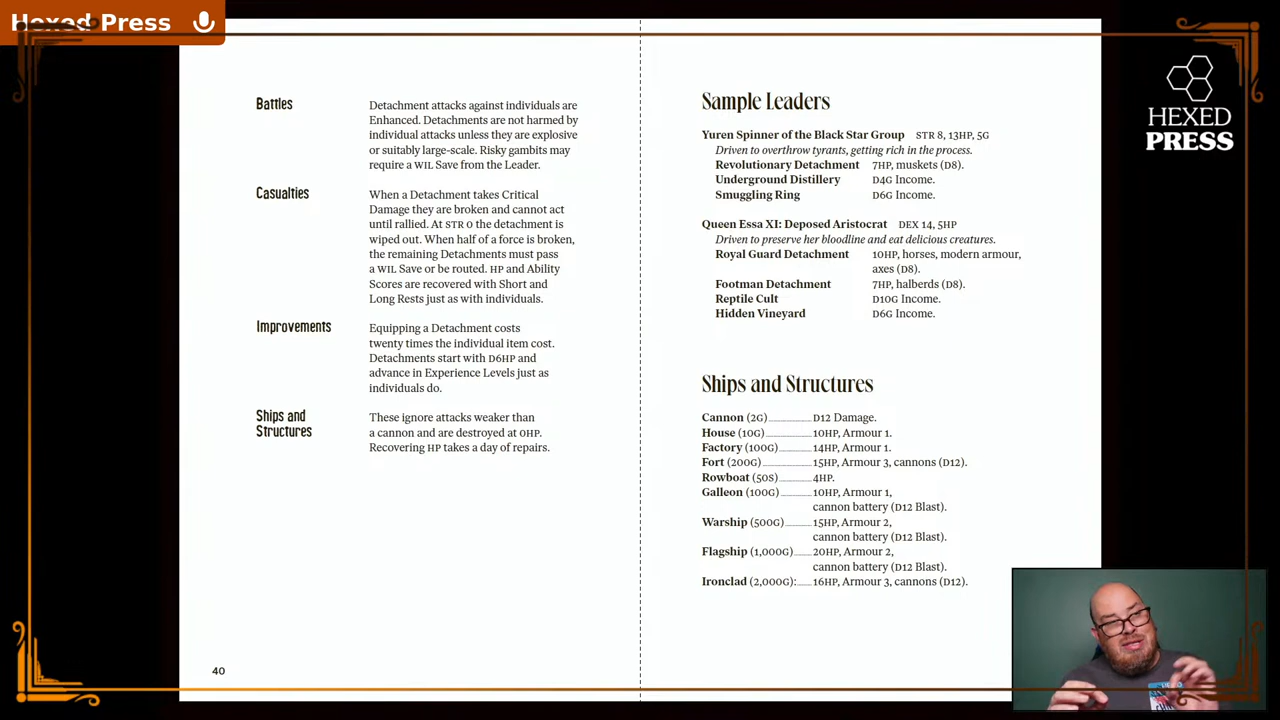 Hexed Press
HEXED
PRESS
Battles
Detachment attacks against individuals are
Enhanced. Detachments are not harmed by
individual attacks unless they are explosive
or suitably large-scale. Risky gambits may
require a WIL Save from the Leader.
Casualties
When a Detachment takes Critical
Damage they are broken and cannot act
until rallied. At STR 0 the detachment is
wiped out. When half of a force is broken,
the remaining Detachments must pass
a WIL Save or be routed. HP and Ability
Scores are recovered with Short and
Long Rests just as with individuals.
Improvements
Equipping a Detachment costs
twenty times the individual item cost.
Detachments start with D6HP and
advance in Experience Levels just as
individuals do.
Ships and
Structures
These ignore attacks weaker than
a cannon and are destroyed at 0HP.
Recovering HP takes a day of repairs.
40
Sample Leaders
Yuren Spinner of the Black Star Group STR 8, 13HP, 5G
Driven to overthrow tyrants, getting rich in the process.
Revolutionary Detachment 7HP, muskets (D8).
Underground Distillery D4G Income.
Smuggling Ring D6G Income.
Queen Essa XI: Deposed Aristocrat DEX 14, 5HP
Driven to preserve her bloodline and eat delicious creatures.
Royal Guard Detachment 10HP, horses, modern armour,
axes (D8).
Footman Detachment 7HP, halberds (D8).
Reptile Cult D10G Income.
Hidden Vineyard D6G Income.
Ships and Structures
Cannon (2G) D12 Damage.
House (10G) 10HP, Armour 1.
Factory (100G) 14HP, Armour 1.
Fort (200G) 15HP, Armour 3, cannons (D12).
Rowboat (50S) 4HP.
Galleon (100G) 10HP, Armour 1,
cannon battery (D12 Blast).
Warship (500G) 15HP, Armour 2,
cannon battery (D12 Blast).
Flagship (1,000G) 20HP, Armour 2,
cannon battery (D12 Blast).
Ironclad (2,000G): 16HP, Armour 3, cannons (D12).